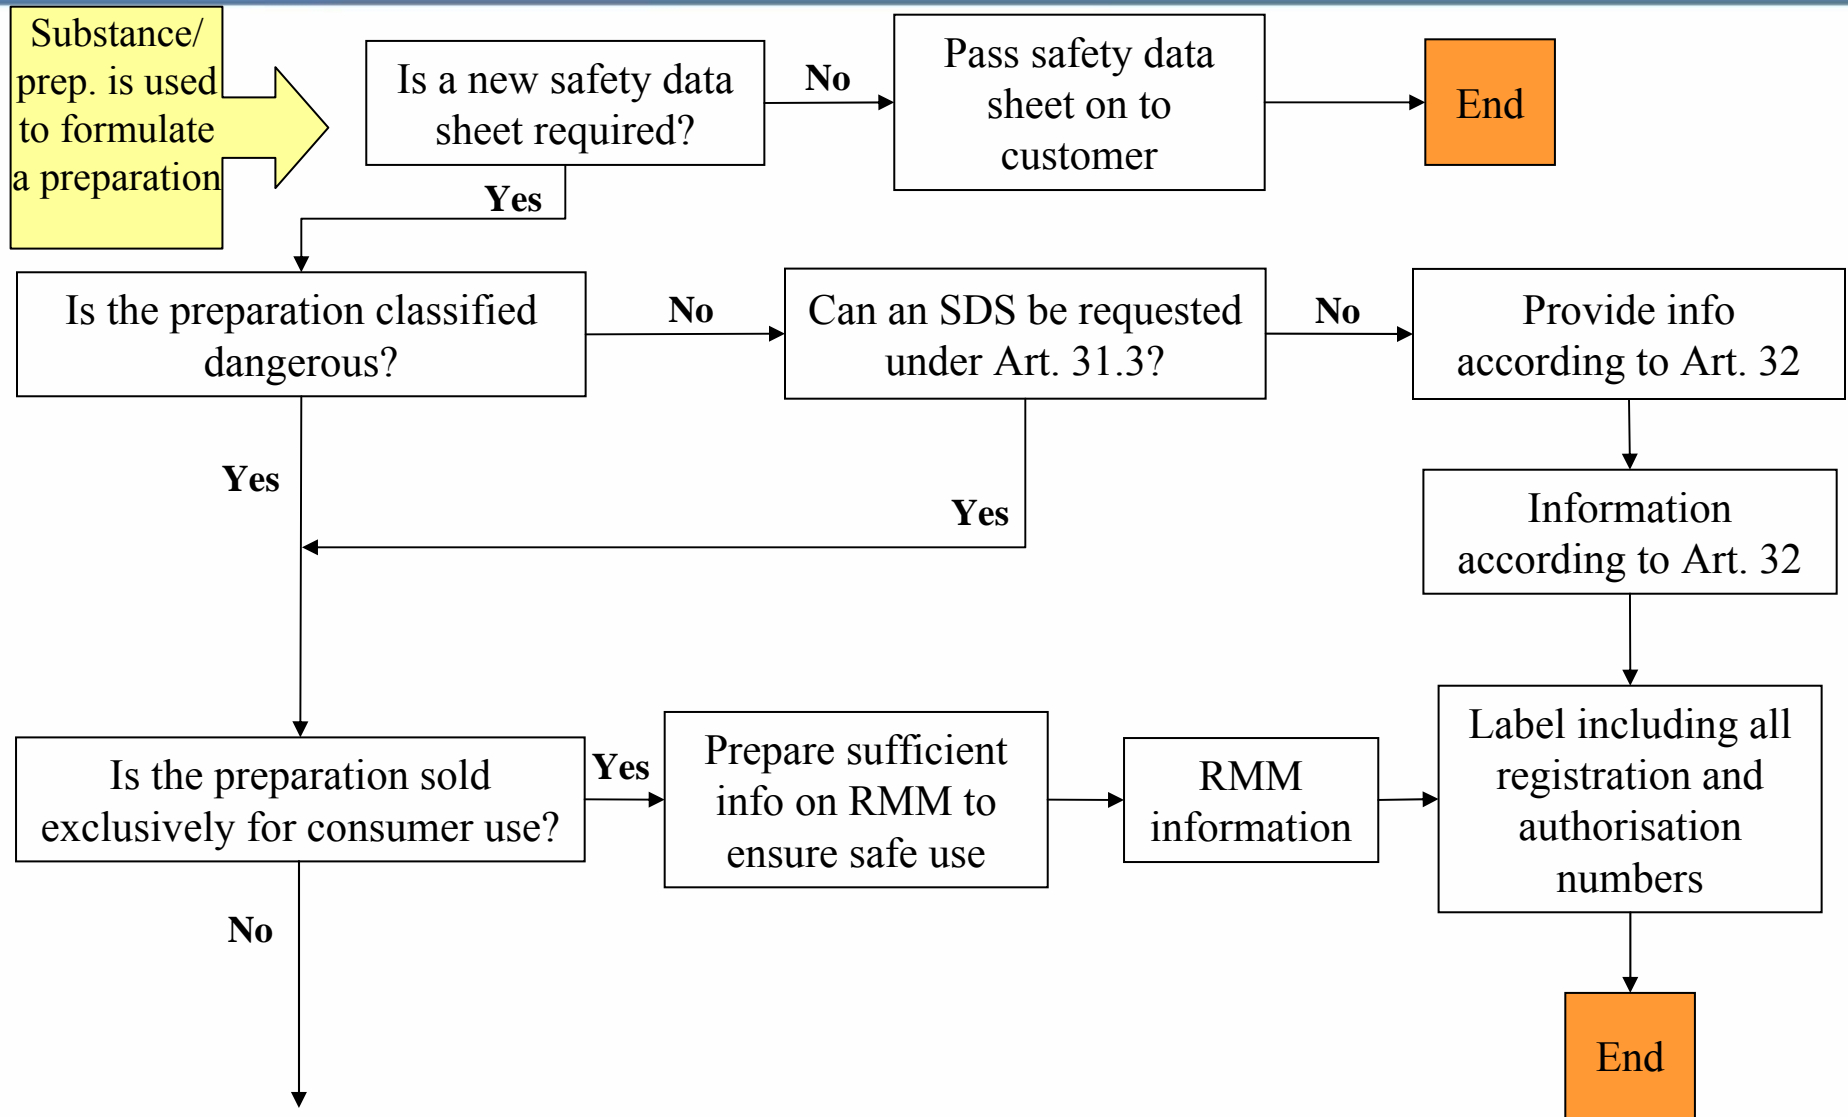 Substance/
prep. is used
to formulate
a preparation
Is a new safety data
sheet required?
No
Pass safety data
sheet on to
customer
End
Yes
Is the preparation classified
dangerous?
No
Can an SDS be requested
under Art. 31.3?
No
Provide info
according to Art. 32
Yes
Yes
Information
according to Art. 32
Is the preparation sold
exclusively for consumer use?
Yes
Prepare sufficient
info on RMM to
ensure safe use
RMM
information
Label including all
registration and
authorisation
numbers
No
End